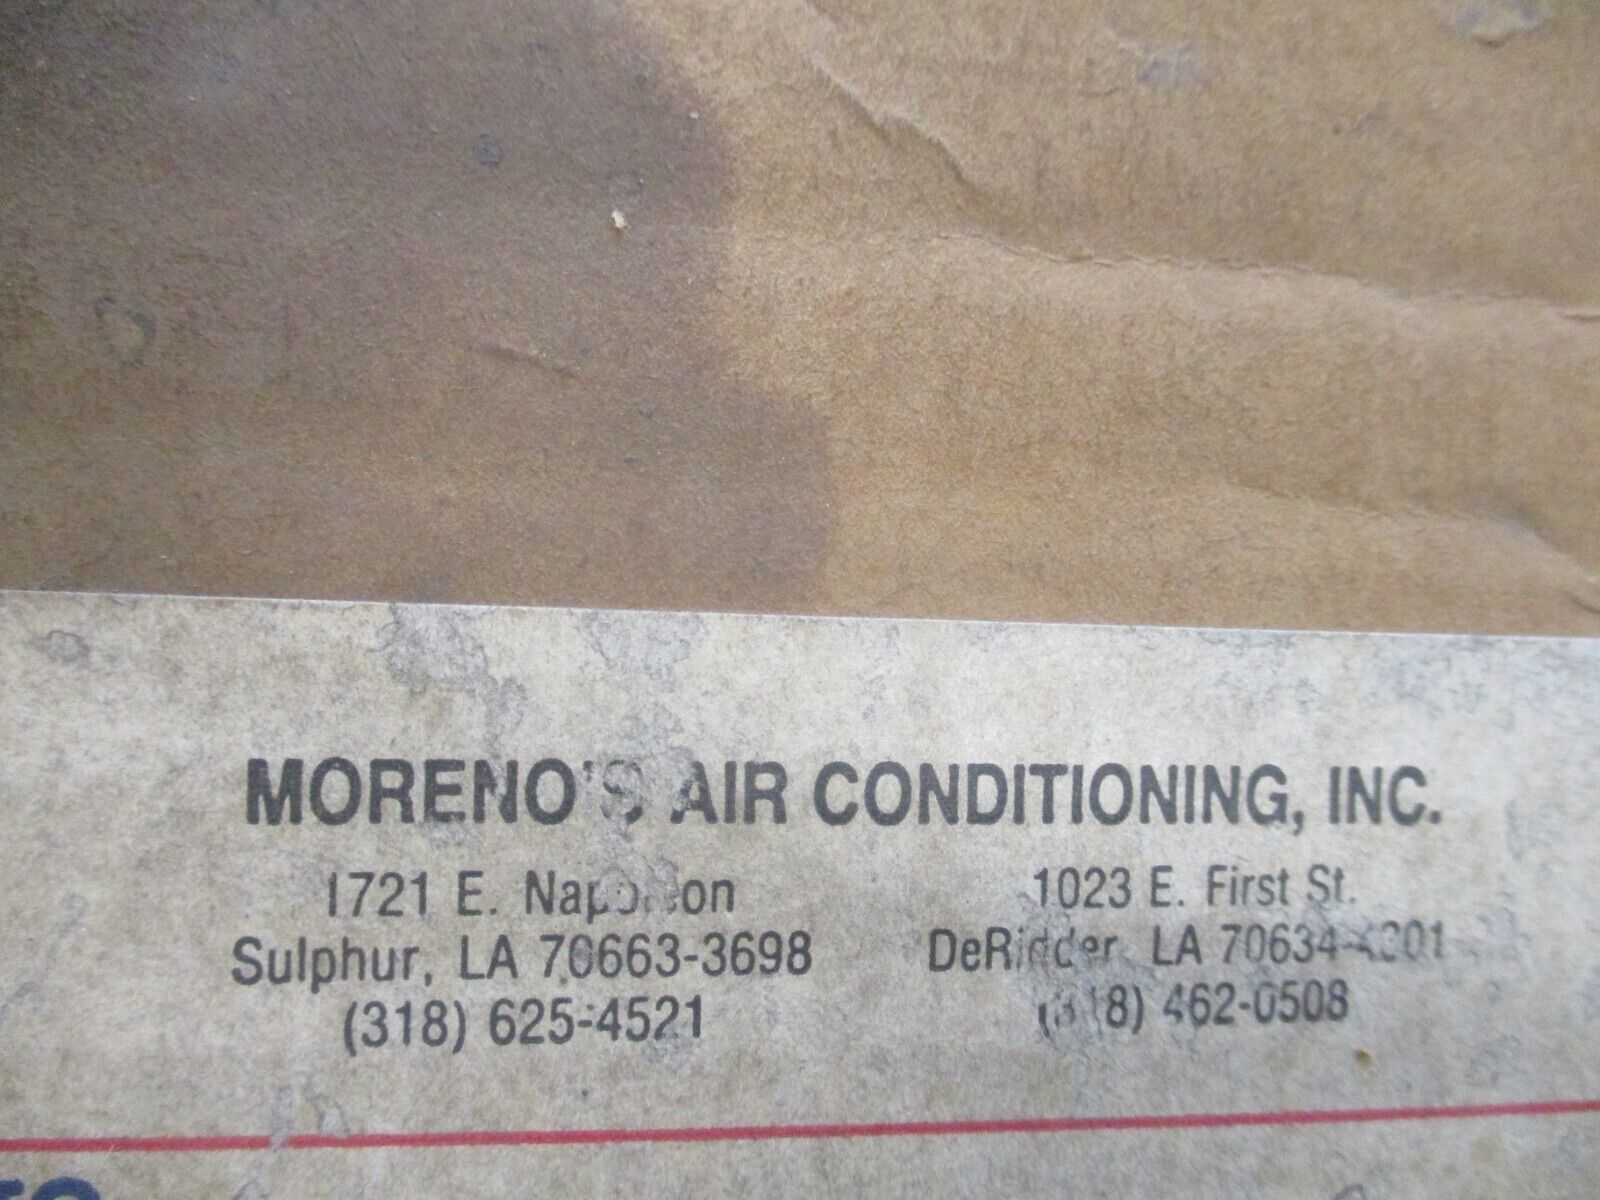 MORENO'S AIR CONDITIONING, INC.
1721 E. Napoleon
Sulphur, LA 70663-3698
(318) 625-4521
1023 E. First St.
DeRidder, LA
(318) 462-0508